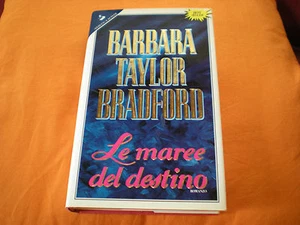 BARBARA
TAYLOR
BRADFORD
Le maree
del destino
ROMANZO